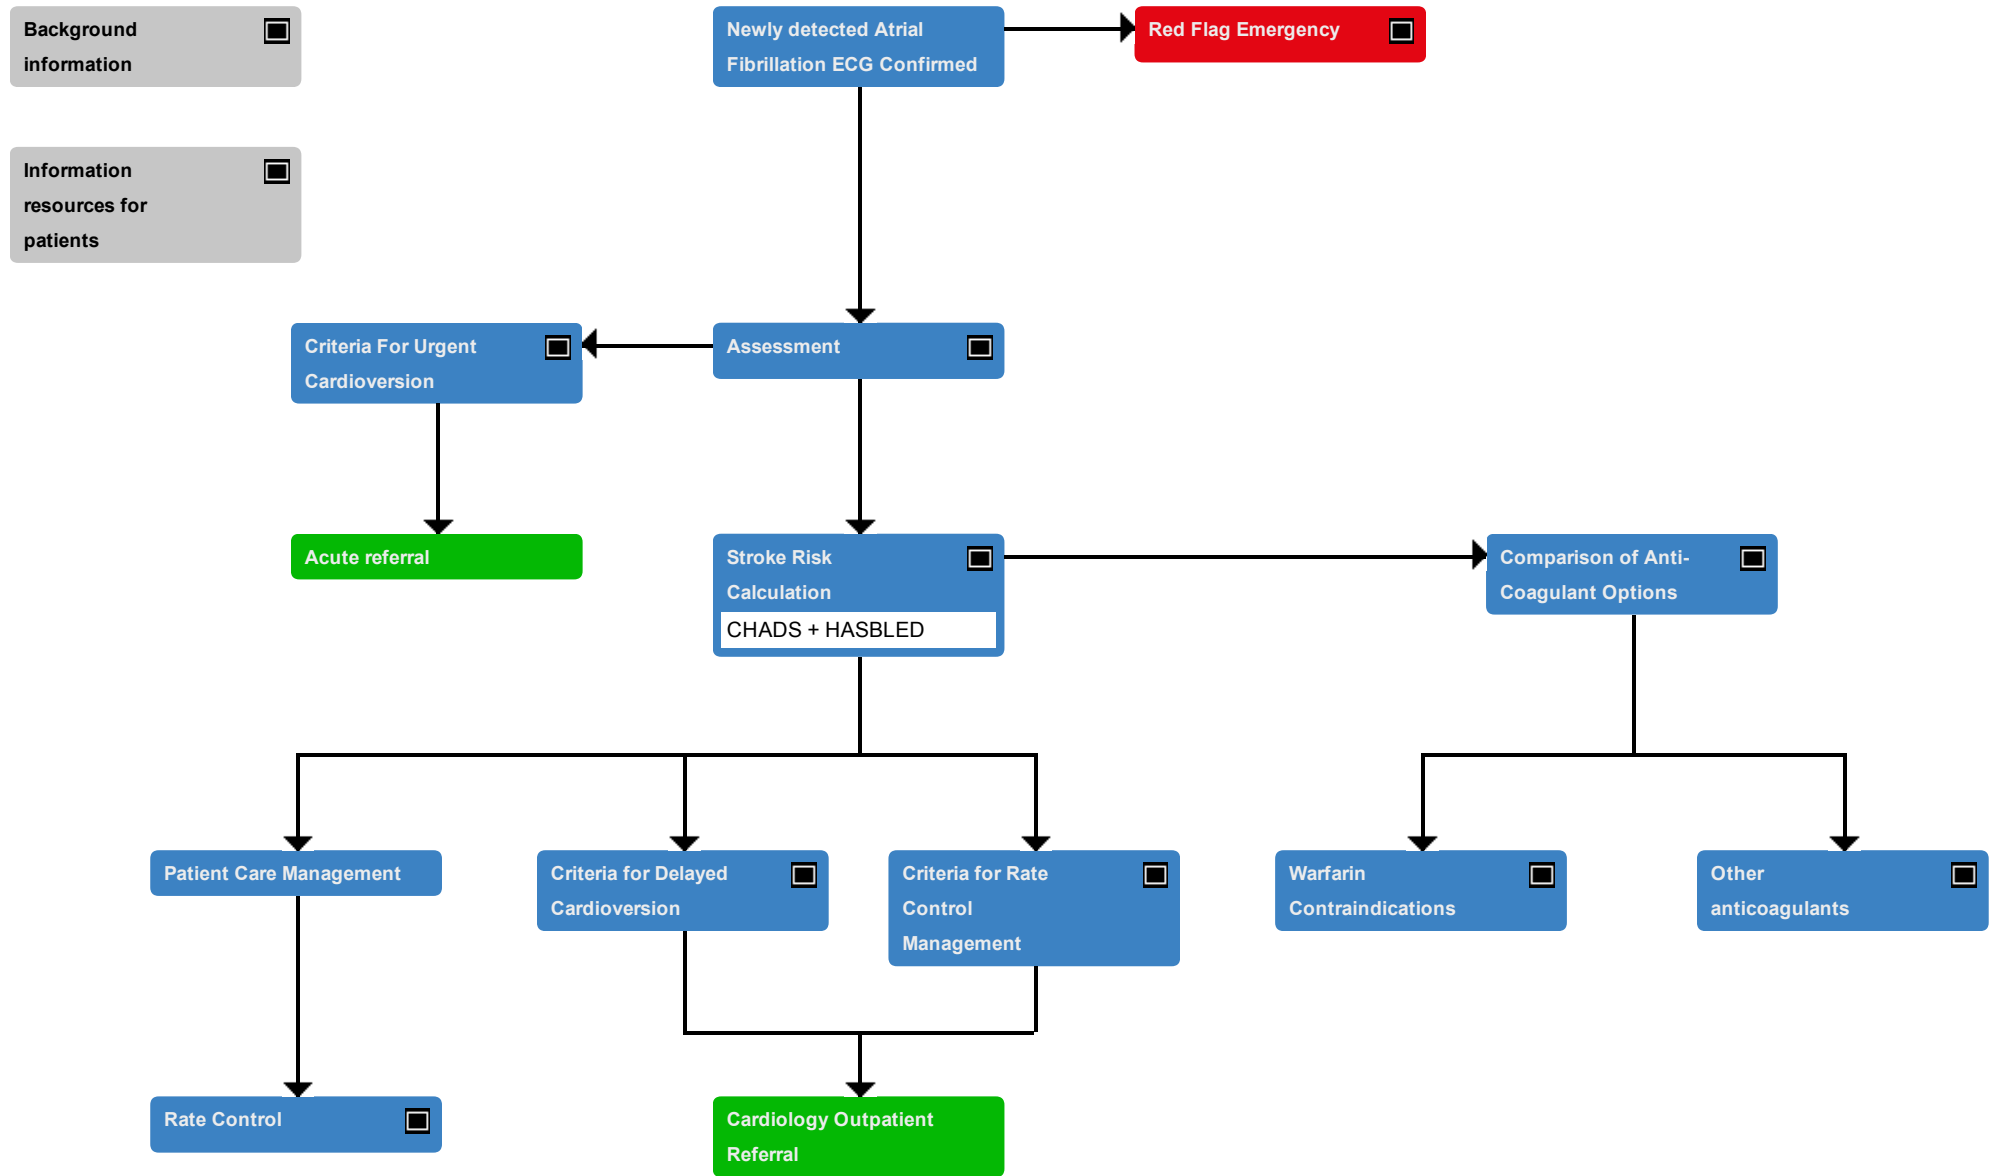 Background
information
Newly detected Atrial
Fibrillation ECG Confirmed
Red Flag Emergency
Information
resources for
patients
Criteria For Urgent
Cardioversion
Assessment
Acute referral
Stroke Risk
Calculation
CHADS + HASBLED
Comparison of Anti-
Coagulant Options
Patient Care Management
Criteria for Delayed
Cardioversion
Criteria for Rate
Control
Management
Warfarin
Contraindications
Other
anticoagulants
Rate Control
Cardiology Outpatient
Referral